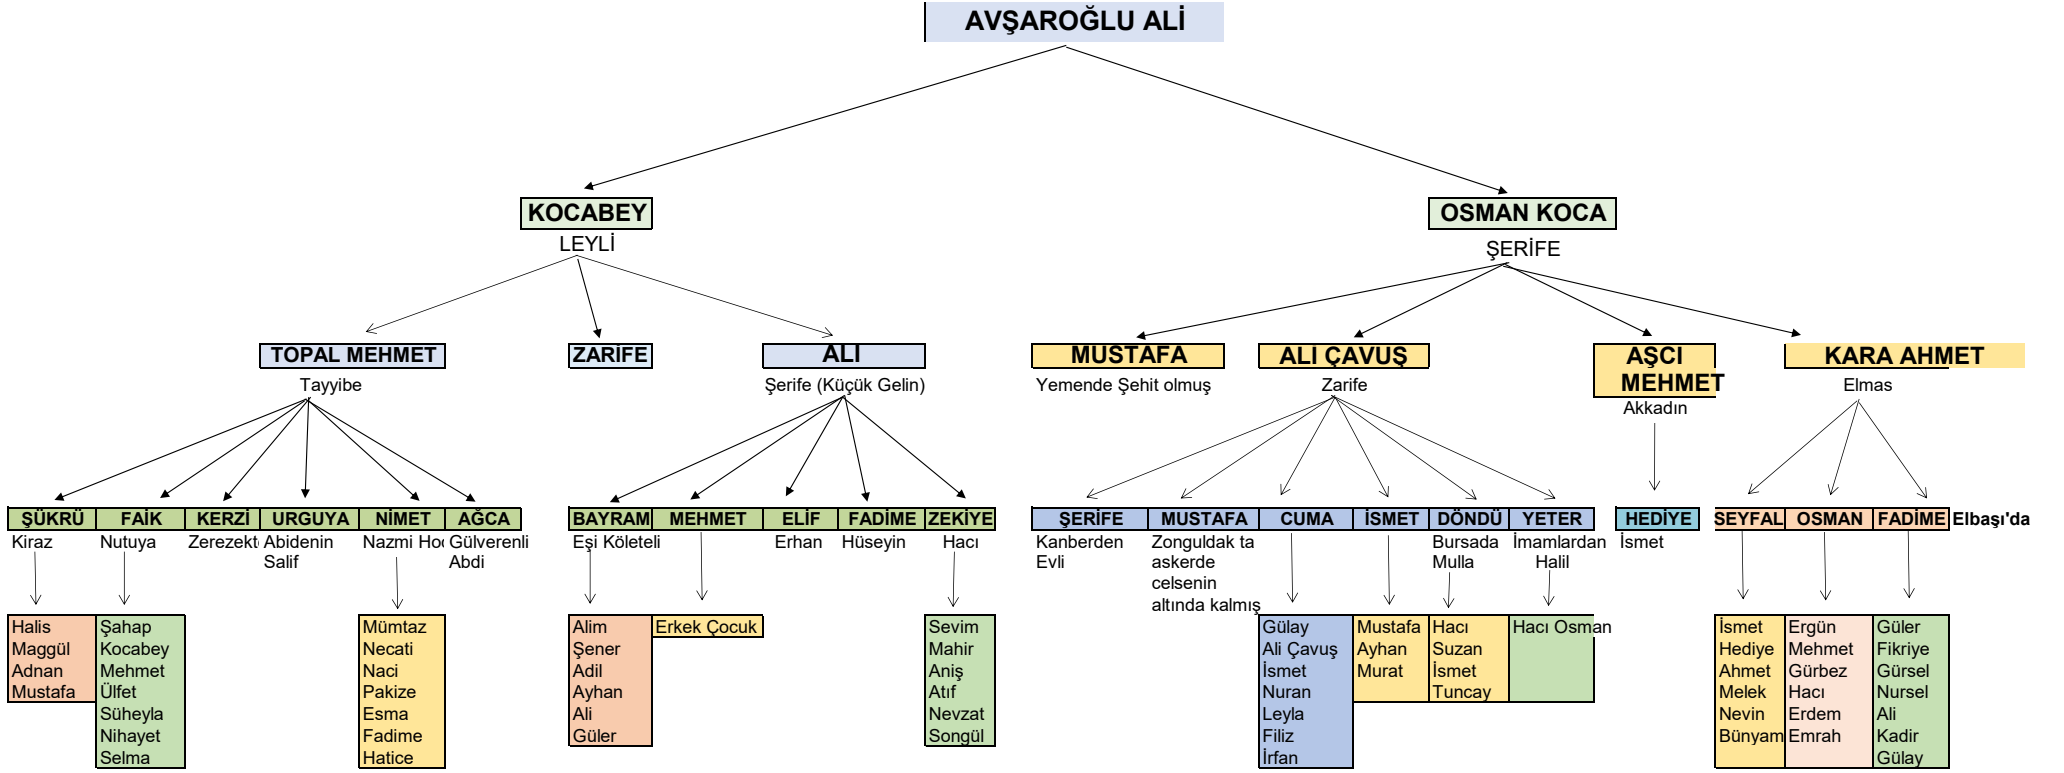 AVŞAROĞLU ALİ
KOCABEY
LEYLİ
OSMAN KOCA
ŞERİFE
TOPAL MEHMET
Tayyibe
ZARİFE
ALI
Şerife (Küçük Gelin)
MUSTAFA
Yemende Şehit olmuş
ALI ÇAVUŞ
Zarife
AŞCI
MEHMET
Akkadın
KARA AHMET
Elmas
ŞÜKRÜ
Kiraz
FAİK
Nutuya
KERZİ
Zerezekt
URGUYA
Abidenin
Salif
NİMET
Nazmi Hoc
AĞCA
Gülverenli
Abdi
BAYRAM
Eşi Köleteli
MEHMET
ELİF
Erhan
FADİME
Hüseyin
ZEKİYE
Hacı
ŞERİFE
Kanberden
Evli
MUSTAFA
Zonguldak ta
askerde
celsenin
altında kalmış
CUMA
İSMET
DÖNDÜ
Bursada
Mulla
YETER
İmamlardan
Halil
HEDİYE
İsmet
SEYFAL
OSMAN
FADİME
Elbaşı'da
Halis
Maggül
Adnan
Mustafa
Şahap
Kocabey
Mehmet
Ülfet
Süheyla
Nihayet
Selma
Mümtaz
Necati
Naci
Pakize
Esma
Fadime
Hatice
Alim
Şener
Adil
Ayhan
Ali
Güler
Erkek Çocuk
Sevim
Mahir
Aniş
Atıf
Nevzat
Songül
Gülay
Ali Çavuş
İsmet
Nuran
Leyla
Filiz
İrfan
Mustafa
Ayhan
Murat
Hacı
Suzan
İsmet
Tuncay
Hacı Osman
İsmet
Hediye
Ahmet
Melek
Nevin
Bünyam
Ergün
Mehmet
Gürbez
Hacı
Erdem
Emrah
Güler
Fikriye
Gürsel
Nursel
Ali
Kadir
Gülay